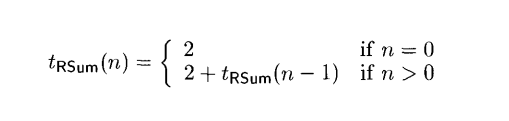 t_RSum(n) = { 2 if n = 0
2 + t_RSum(n − 1) if n > 0